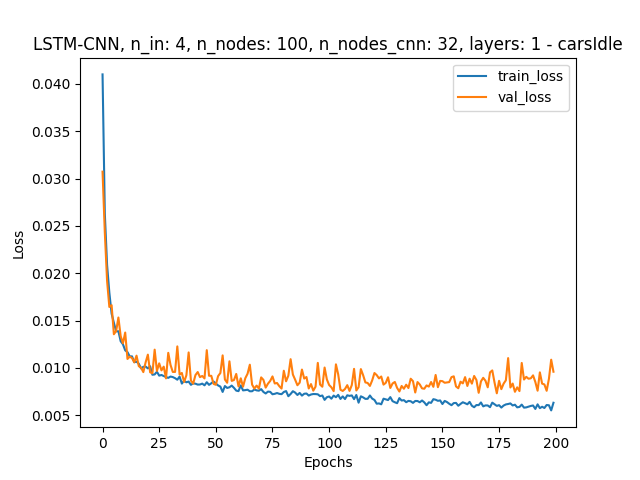 LSTM-CNN, n_in: 4, n_nodes: 100, n_nodes_cnn: 32, layers: 1 - carsIdle
train_loss
val_loss
0.040
0.035
0.030
0.025
0.020
0.015
0.010
0.005
Loss
0 25 50 75 100 125 150 175 200
Epochs